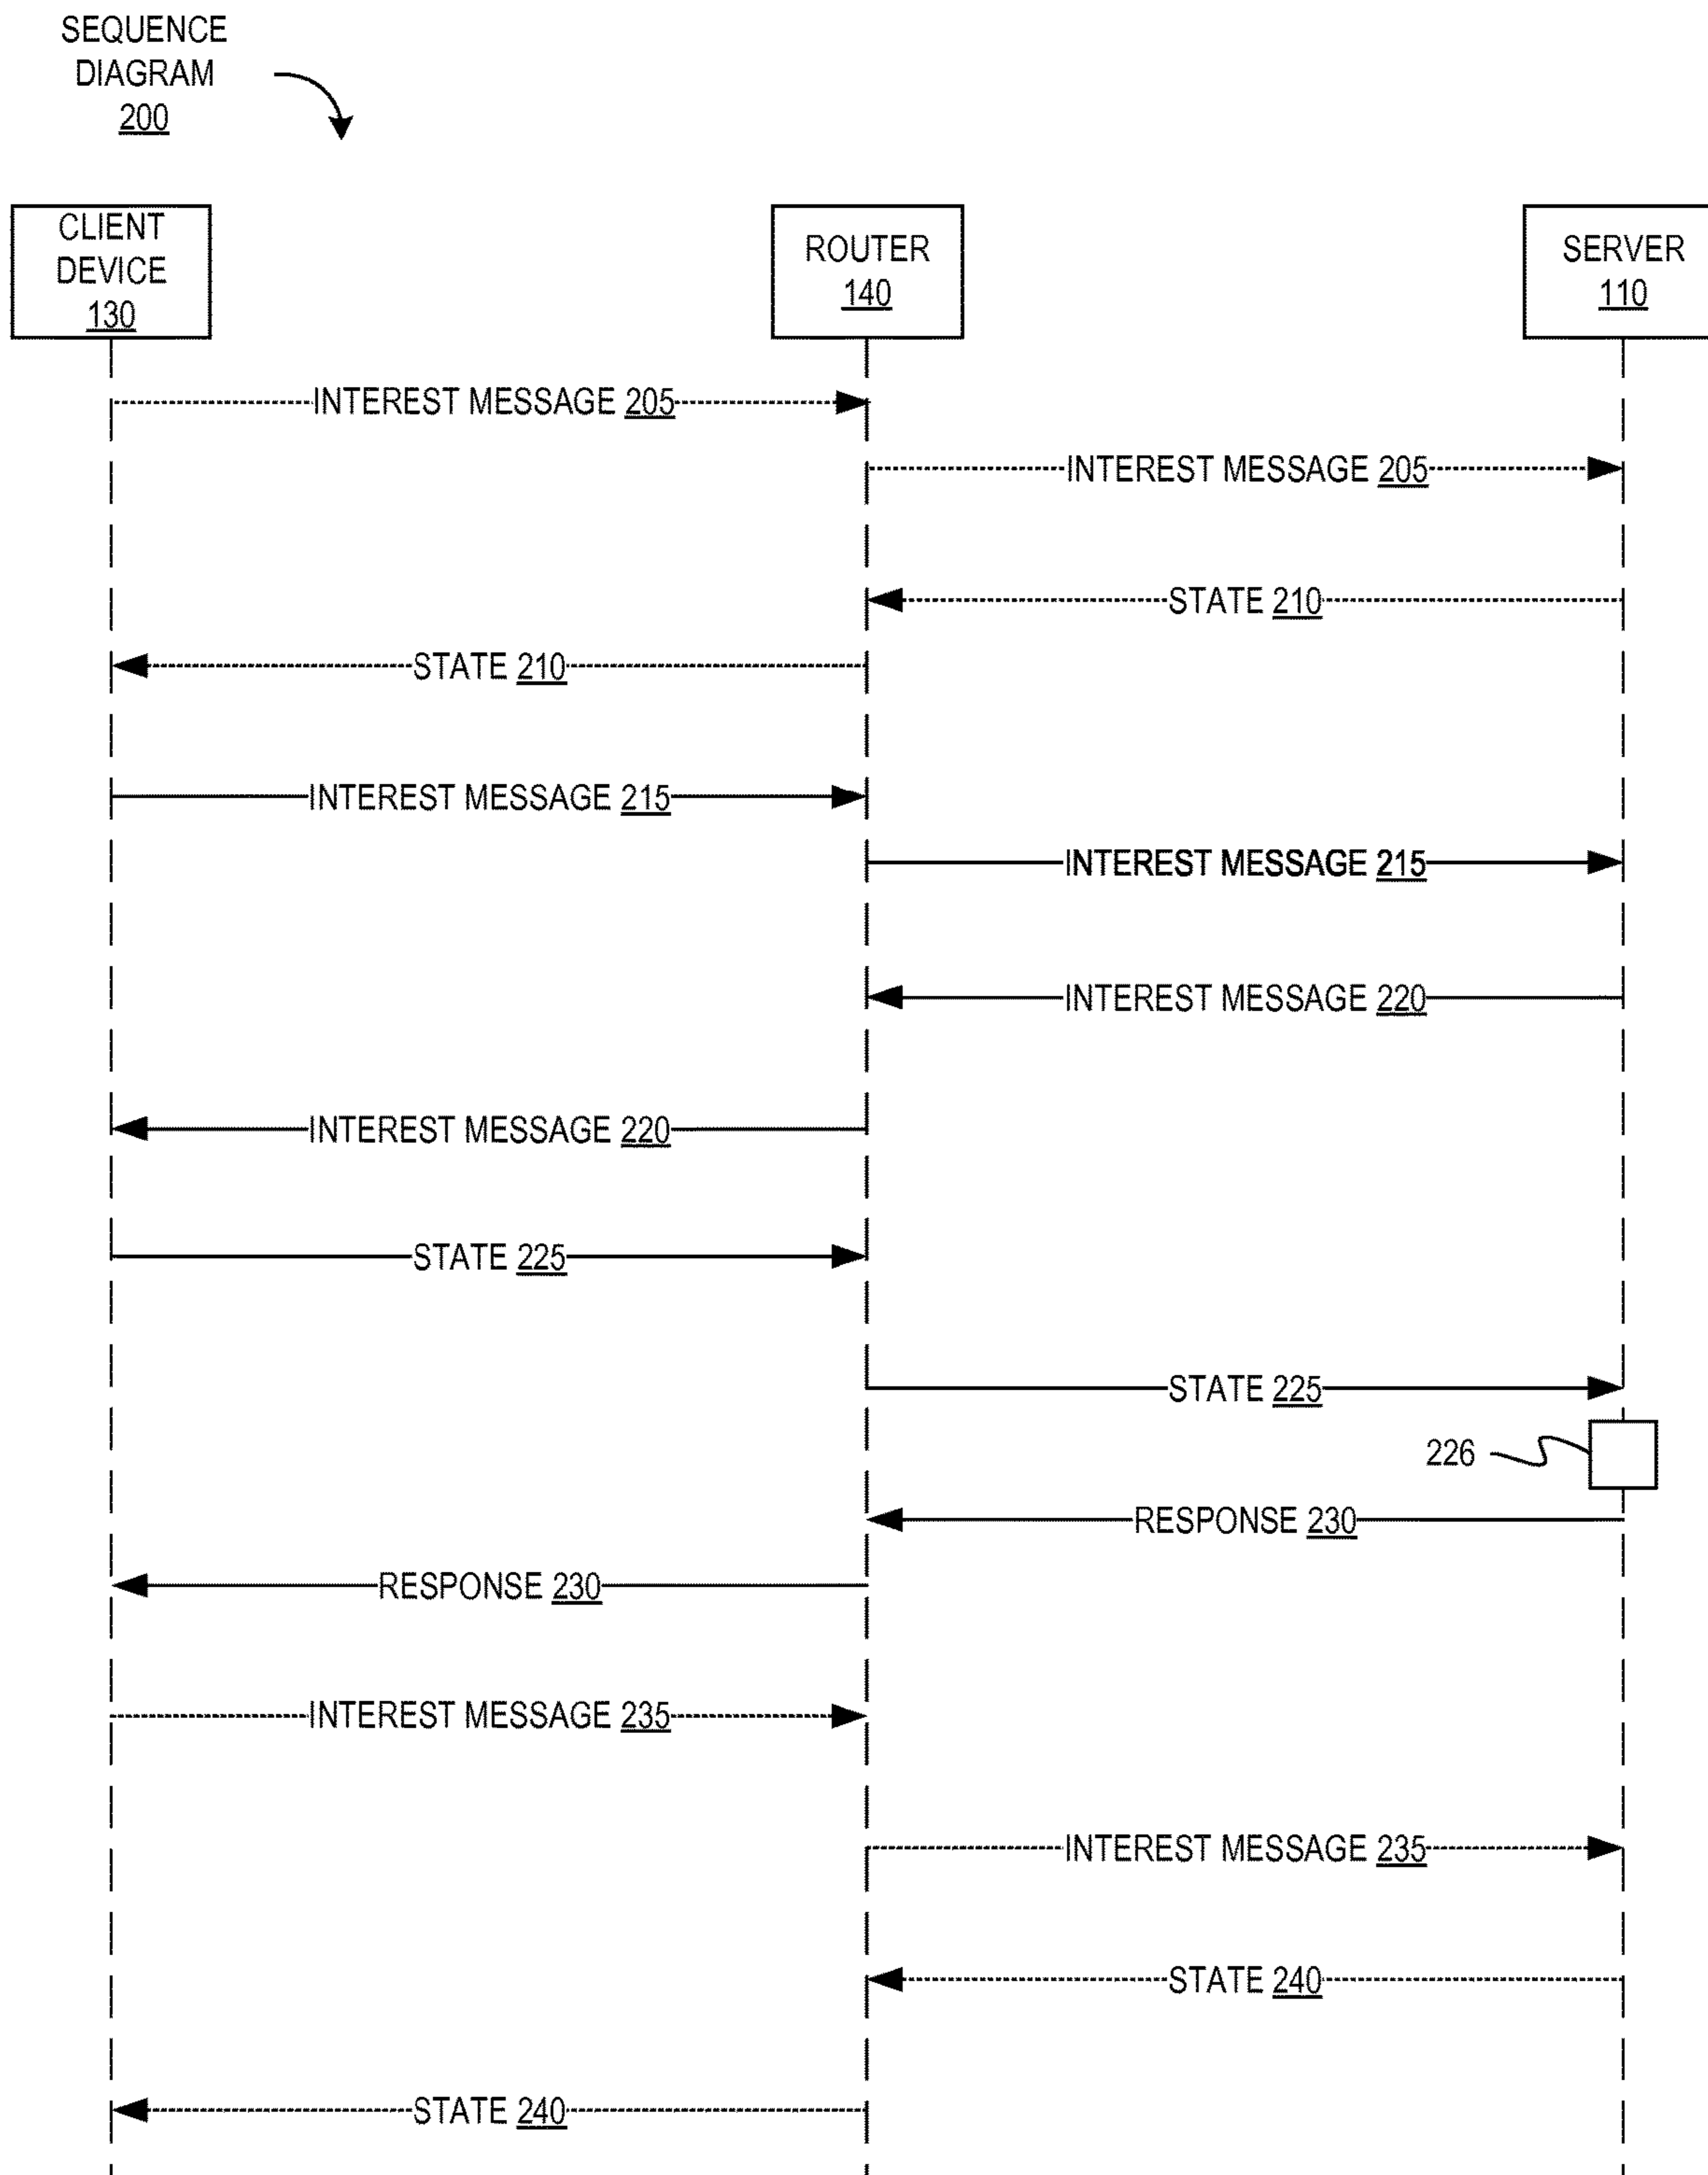 SEQUENCE
DIAGRAM
200
CLIENT
DEVICE
130
ROUTER
140
SERVER
110
INTEREST MESSAGE 205
INTEREST MESSAGE 205
STATE 210
STATE 210
INTEREST MESSAGE 215
INTEREST MESSAGE 215
INTEREST MESSAGE 220
INTEREST MESSAGE 220
STATE 225
STATE 225
226
RESPONSE 230
RESPONSE 230
INTEREST MESSAGE 235
INTEREST MESSAGE 235
STATE 240
STATE 240